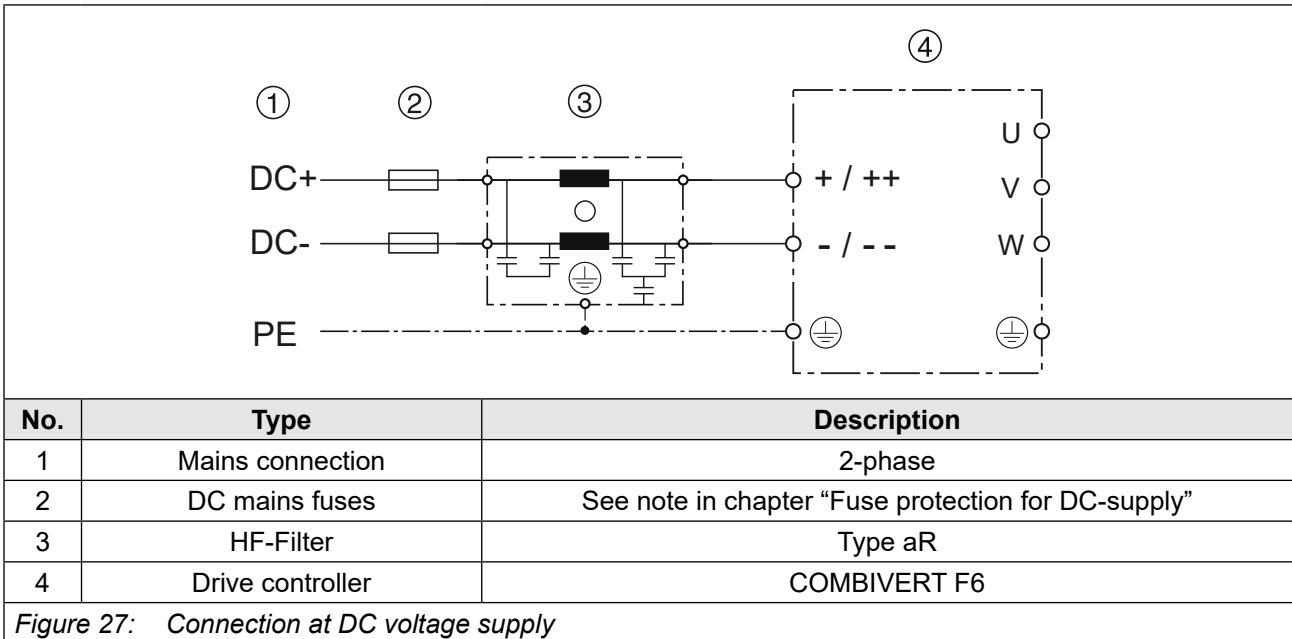 ① ② ③ ④
DC+
DC-
PE
+ / ++
- / --
U
V
W
No. Type Description
1 Mains connection 2-phase
2 DC mains fuses See note in chapter “Fuse protection for DC-supply”
3 HF-Filter Type aR
4 Drive controller COMBIVERT F6
Figure 27: Connection at DC voltage supply